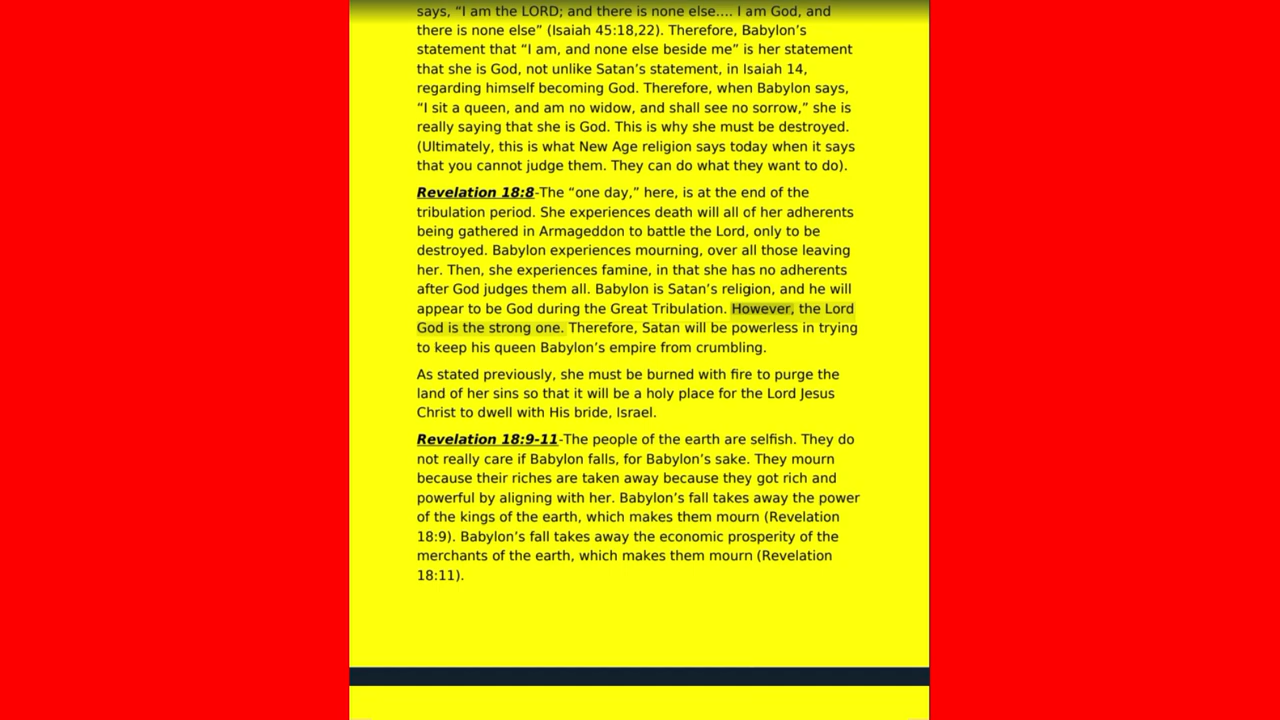 says, “I am the LORD; and there is none else…. I am God, and
there is none else” (Isaiah 45:18,22). Therefore, Babylon’s
statement that “I am, and none else beside me” is her statement
that she is God, not unlike Satan’s statement, in Isaiah 14,
regarding himself becoming God. Therefore, when Babylon says,
“I sit a queen, and am no widow, and shall see no sorrow,” she is
really saying that she is God. This is why she must be destroyed.
(Ultimately, this is what New Age religion says today when it says
that you cannot judge them. They can do what they want to do).
Revelation 18:8-The “one day,” here, is at the end of the
tribulation period. She experiences death will all of her adherents
being gathered in Armageddon to battle the Lord, only to be
destroyed. Babylon experiences mourning, over all those leaving
her. Then, she experiences famine, in that she has no adherents
after God judges them all. Babylon is Satan’s religion, and he will
appear to be God during the Great Tribulation. However, the Lord
God is the strong one. Therefore, Satan will be powerless in trying
to keep his queen Babylon’s empire from crumbling.
As stated previously, she must be burned with fire to purge the
land of her sins so that it will be a holy place for the Lord Jesus
Christ to dwell with His bride, Israel.
Revelation 18:9-11-The people of the earth are selfish. They do
not really care if Babylon falls, for Babylon’s sake. They mourn
because their riches are taken away because they got rich and
powerful by aligning with her. Babylon’s fall takes away the power
of the kings of the earth, which makes them mourn (Revelation
18:9). Babylon’s fall takes away the economic prosperity of the
merchants of the earth, which makes them mourn (Revelation
18:11).